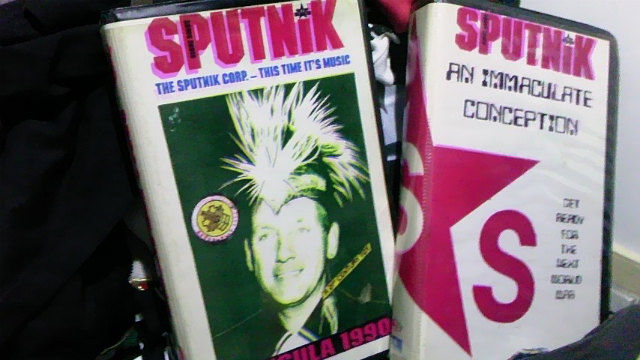 SPUTNIK
THE SPUTNIK CORP. – THIS TIME IT'S MUSIC
SULA 1990
SPUTNIK
AN IMMACULATE
CONCEPTION
S
S
GET
READY
FOR
THE
NEXT
WORLD
WAR